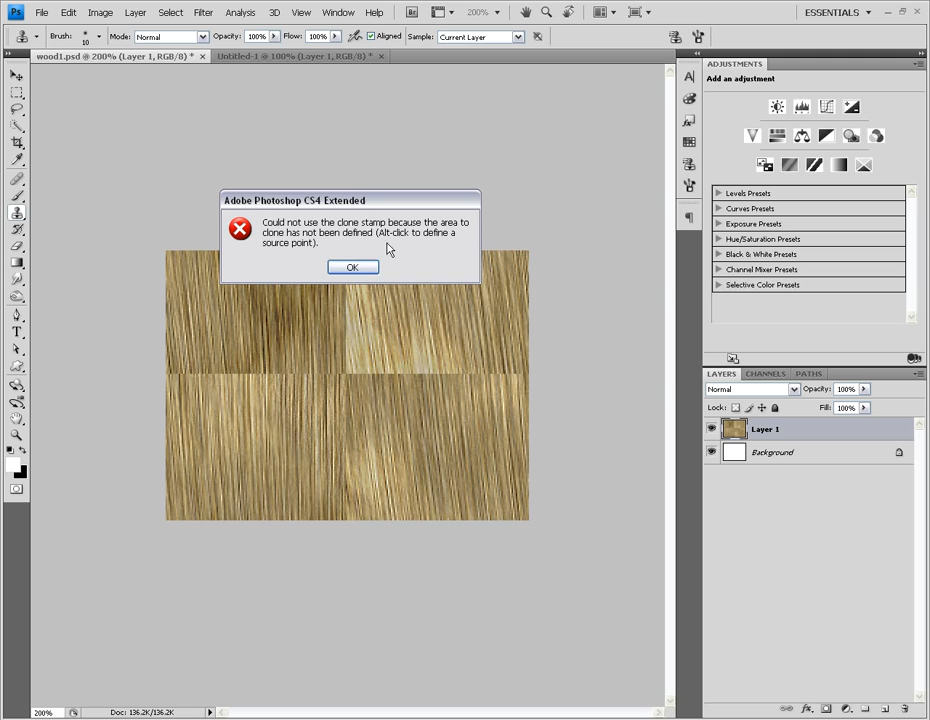 Ps File Edit Image Layer Select Filter Analysis 3D View Window Help Br 200% ESSENTIALS
Brush: 10 Mode: Normal Opacity: 100% Flow: 100% Aligned Sample: Current Layer
wood1.psd @ 200% (Layer 1, RGB/8) * Untitled-1 @ 100% (Layer 1, RGB/8) *
ADJUSTMENTS
Add an adjustment
Levels Presets
Curves Presets
Exposure Presets
Hue/Saturation Presets
Black & White Presets
Channel Mixer Presets
Selective Color Presets
Adobe Photoshop CS4 Extended
Could not use the clone stamp because the area to
clone has not been defined (Alt-click to define a
source point).
OK
LAYERS CHANNELS PATHS
Normal Opacity: 100%
Lock: Fill: 100%
Layer 1
Background
200% Doc: 136.2K/136.2K